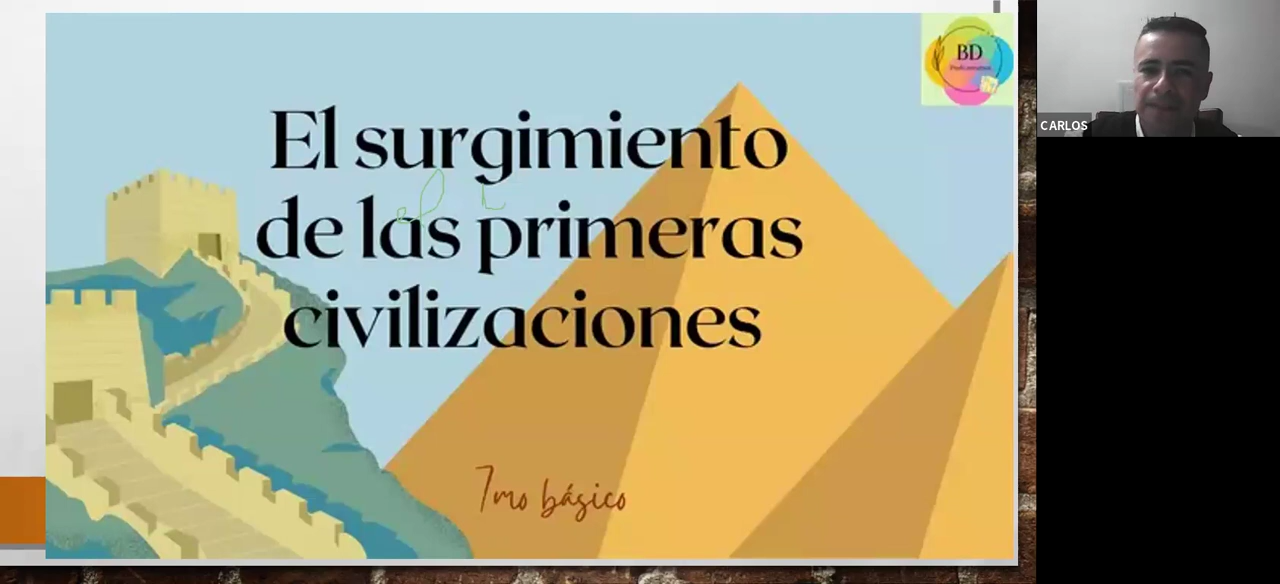 El surgimiento
de las primeras
civilizaciones
7mo básico
BD
CARLOS